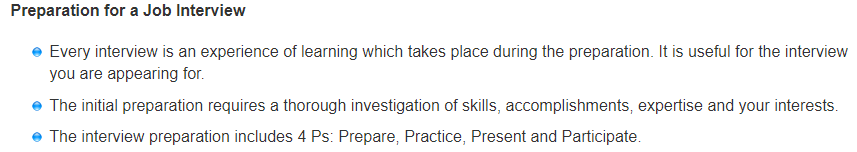 Preparation for a Job Interview
Every interview is an experience of learning which takes place during the preparation. It is useful for the interview
you are appearing for.
The initial preparation requires a thorough investigation of skills, accomplishments, expertise and your interests.
The interview preparation includes 4 Ps: Prepare, Practice, Present and Participate.